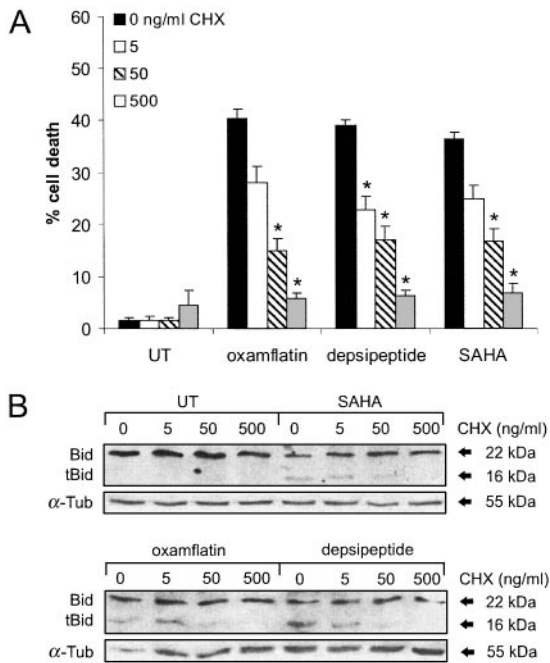 A
60
50
40
30
20
10
0
% cell death
0 ng/ml CHX
5
50
500
* * * * * * *
UT oxamflatin depsipeptide SAHA
B
UT SAHA
0 5 50 500 0 5 50 500 CHX (ng/ml)
Bid 22 kDa
tBid 16 kDa
α-Tub 55 kDa
oxamflatin depsipeptide
0 5 50 500 0 5 50 500 CHX (ng/ml)
Bid 22 kDa
tBid 16 kDa
α-Tub 55 kDa